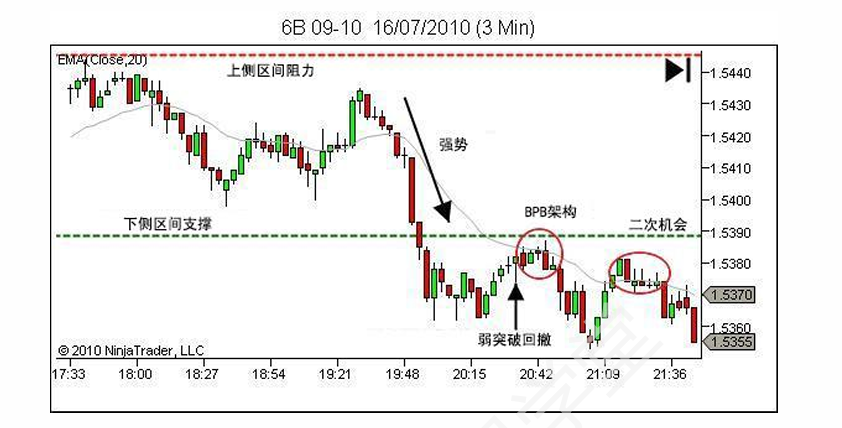 6B 09-10 16/07/2010 (3 Min)
EMA(Close,20)
上侧区间阻力
1.5440
1.5430
强势
1.5420
1.5410
1.5400
下侧区间支撑
BPB架构
二次机会
1.5390
1.5380
1.5370
1.5360
弱突破回撤
1.5355
© 2010 NinjaTrader, LLC
17:33 18:00 18:27 18:54 19:21 19:48 20:15 20:42 21:09 21:36